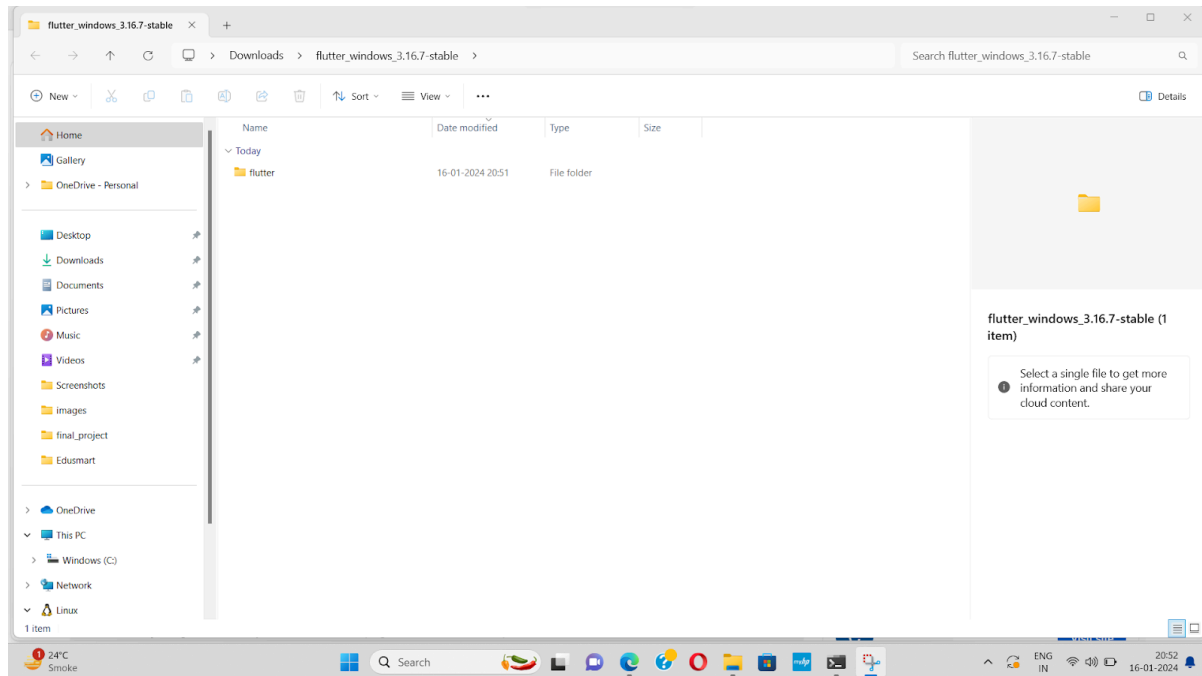 flutter_windows_3.16.7-stable
Downloads > flutter_windows_3.16.7-stable >
Search flutter_windows_3.16.7-stable
New
Sort
View
Details
Home
Gallery
OneDrive - Personal
Desktop
Downloads
Documents
Pictures
Music
Videos
Screenshots
images
final_project
Edusmart
OneDrive
This PC
Windows (C:)
Network
Linux
1 item
Name Date modified Type Size
Today
flutter 16-01-2024 20:51 File folder
flutter_windows_3.16.7-stable (1
item)
Select a single file to get more
information and share your
cloud content.
1
24°C
Smoke
Search
ENG
IN
20:52
16-01-2024